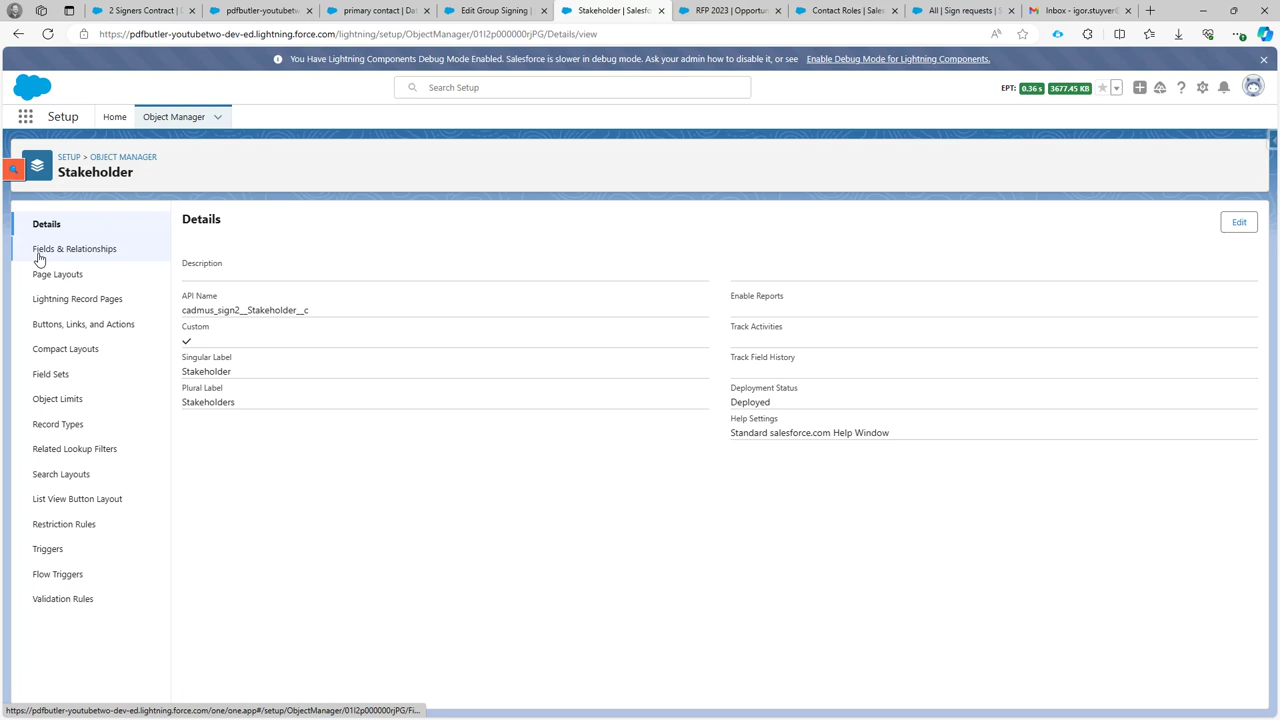 2 Signers Contract | C
pdfbutler-youtubetw
primary contact | Dat
Edit Group Signing |
Stakeholder | Salesfo
RFP 2023 | Opportun
Contact Roles | Sales
All | Sign requests | S
Inbox - igor.stuyver@
https://pdfbutler-youtubetwo-dev-ed.lightning.force.com/lightning/setup/ObjectManager/01I2p000000rjPG/Details/view
You Have Lightning Components Debug Mode Enabled. Salesforce is slower in debug mode. Ask your admin how to disable it, or see Enable Debug Mode for Lightning Components.
Search Setup
EPT: 0.36 s 3677.45 KB
Setup
Home
Object Manager
SETUP > OBJECT MANAGER
Stakeholder
Details
Fields & Relationships
Page Layouts
Lightning Record Pages
Buttons, Links, and Actions
Compact Layouts
Field Sets
Object Limits
Record Types
Related Lookup Filters
Search Layouts
List View Button Layout
Restriction Rules
Triggers
Flow Triggers
Validation Rules
Details
Edit
Description
API Name
cadmus_sign2__Stakeholder__c
Custom
Singular Label
Stakeholder
Plural Label
Stakeholders
Enable Reports
Track Activities
Track Field History
Deployment Status
Deployed
Help Settings
Standard salesforce.com Help Window
https://pdfbutler-youtubetwo-dev-ed.lightning.force.com/one/one.app#/setup/ObjectManager/01I2p000000rjPG/Fi...